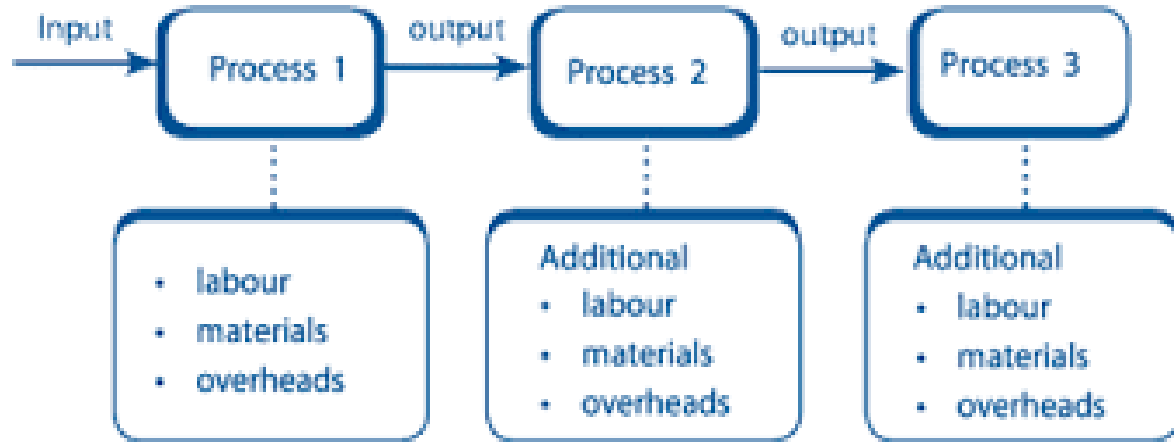 Input
output
output
Process 1
Process 2
Process 3
• labour
• materials
• overheads
Additional
• labour
• materials
• overheads
Additional
• labour
• materials
• overheads